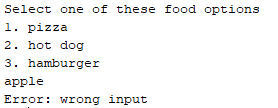 Select one of these food options
1. pizza
2. hot dog
3. hamburger
apple
Error: wrong input